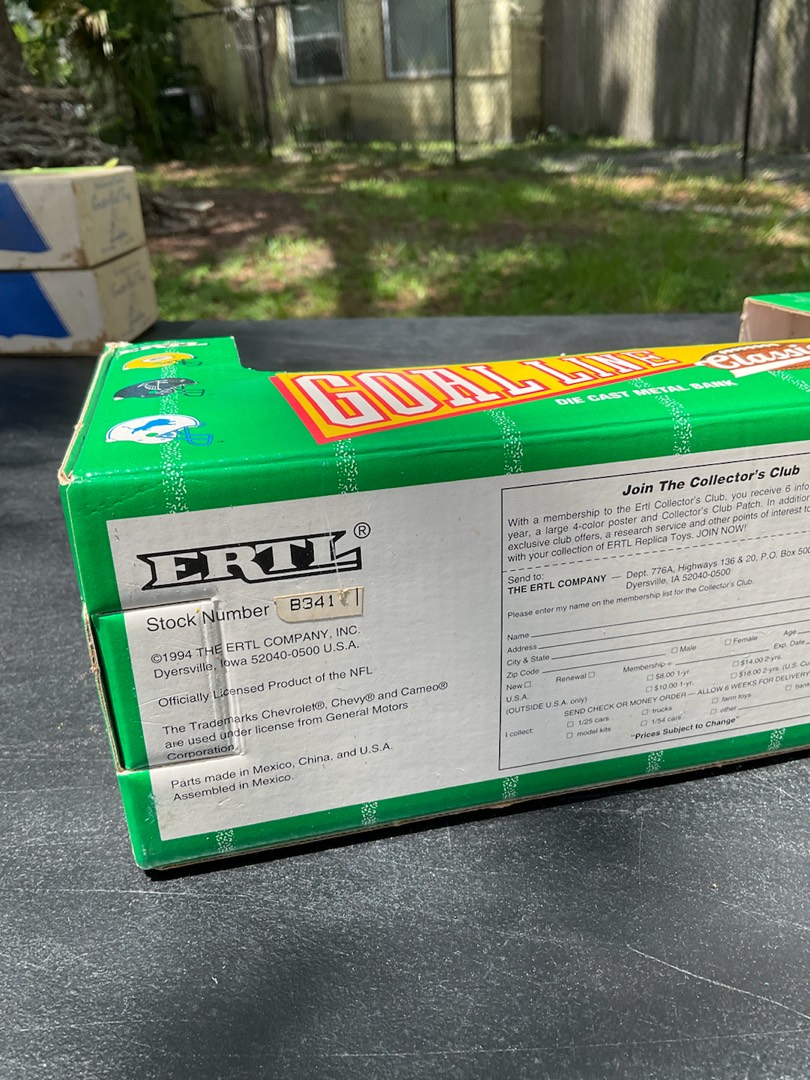 ERTL
GOAL LINE
Classic
DIE CAST METAL BANK
ERTL®
Stock Number B341
©1994 THE ERTL COMPANY, INC.
Dyersville, Iowa 52040-0500 U.S.A.
Officially Licensed Product of the NFL
The Trademarks Chevrolet®, Chevy® and Cameo®
are used under license from General Motors
Corporation.
Parts made in Mexico, China, and U.S.A.
Assembled in Mexico.
Join The Collector's Club
With a membership to the Ertl Collector's Club, you receive 6 info
year, a large 4-color poster and Collector's Club Patch. In addition
exclusive club offers, a research service and other points of interest to
with your collection of ERTL Replica Toys. JOIN NOW!
Send to:
THE ERTL COMPANY — Dept. 776A, Highways 136 & 20, P.O. Box 500
Dyersville, IA 52040-0500
Please enter my name on the membership list for the Collector's Club.
Name
Address
City & State
Zip Code
□ Male □ Female Age
New □ Renewal □ Membership # Exp. Date
U.S.A. □ $8.00 1-yr. □ $14.00 2-yrs.
(OUTSIDE U.S.A. only) □ $10.00 1-yr. □ $18.00 2-yrs. (U.S. Cu
SEND CHECK OR MONEY ORDER — ALLOW 6 WEEKS FOR DELIVERY
I collect: □ 1/25 cars □ trucks □ farm toys □ ban
□ model kits □ 1/54 cars □ other
"Prices Subject to Change"